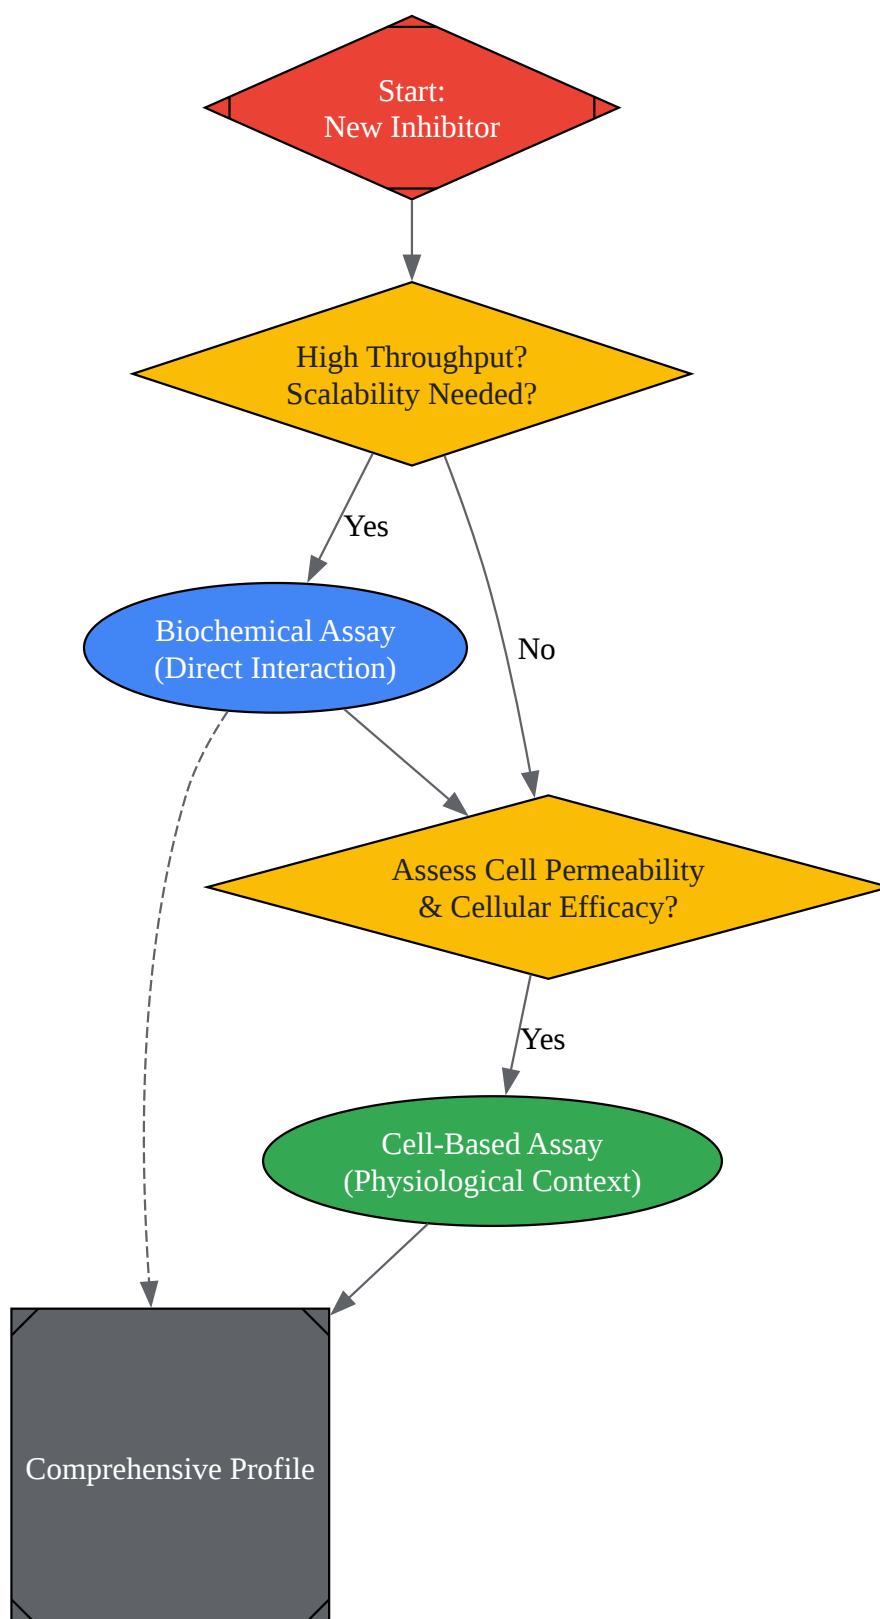 Start:
New Inhibitor
High Throughput?
Scalability Needed?
Yes
Biochemical Assay
(Direct Interaction)
No
Assess Cell Permeability
& Cellular Efficacy?
Yes
Cell-Based Assay
(Physiological Context)
Comprehensive Profile